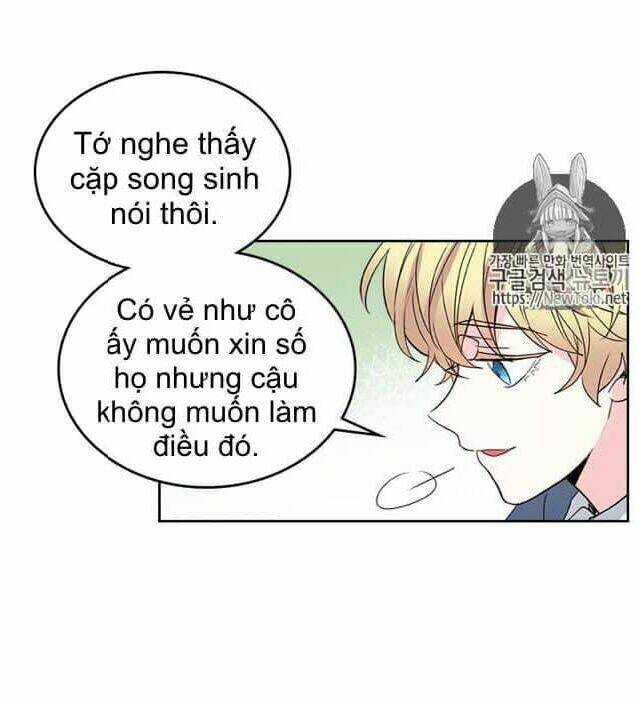 Tớ nghe thấy
cặp song sinh
nói thôi.
가장 빠른 만화 번역사이트
구글검색 뉴토끼
https://NewToki.net
Có vẻ như cô
ấy muốn xin số
họ nhưng cậu
không muốn làm
điều đó.